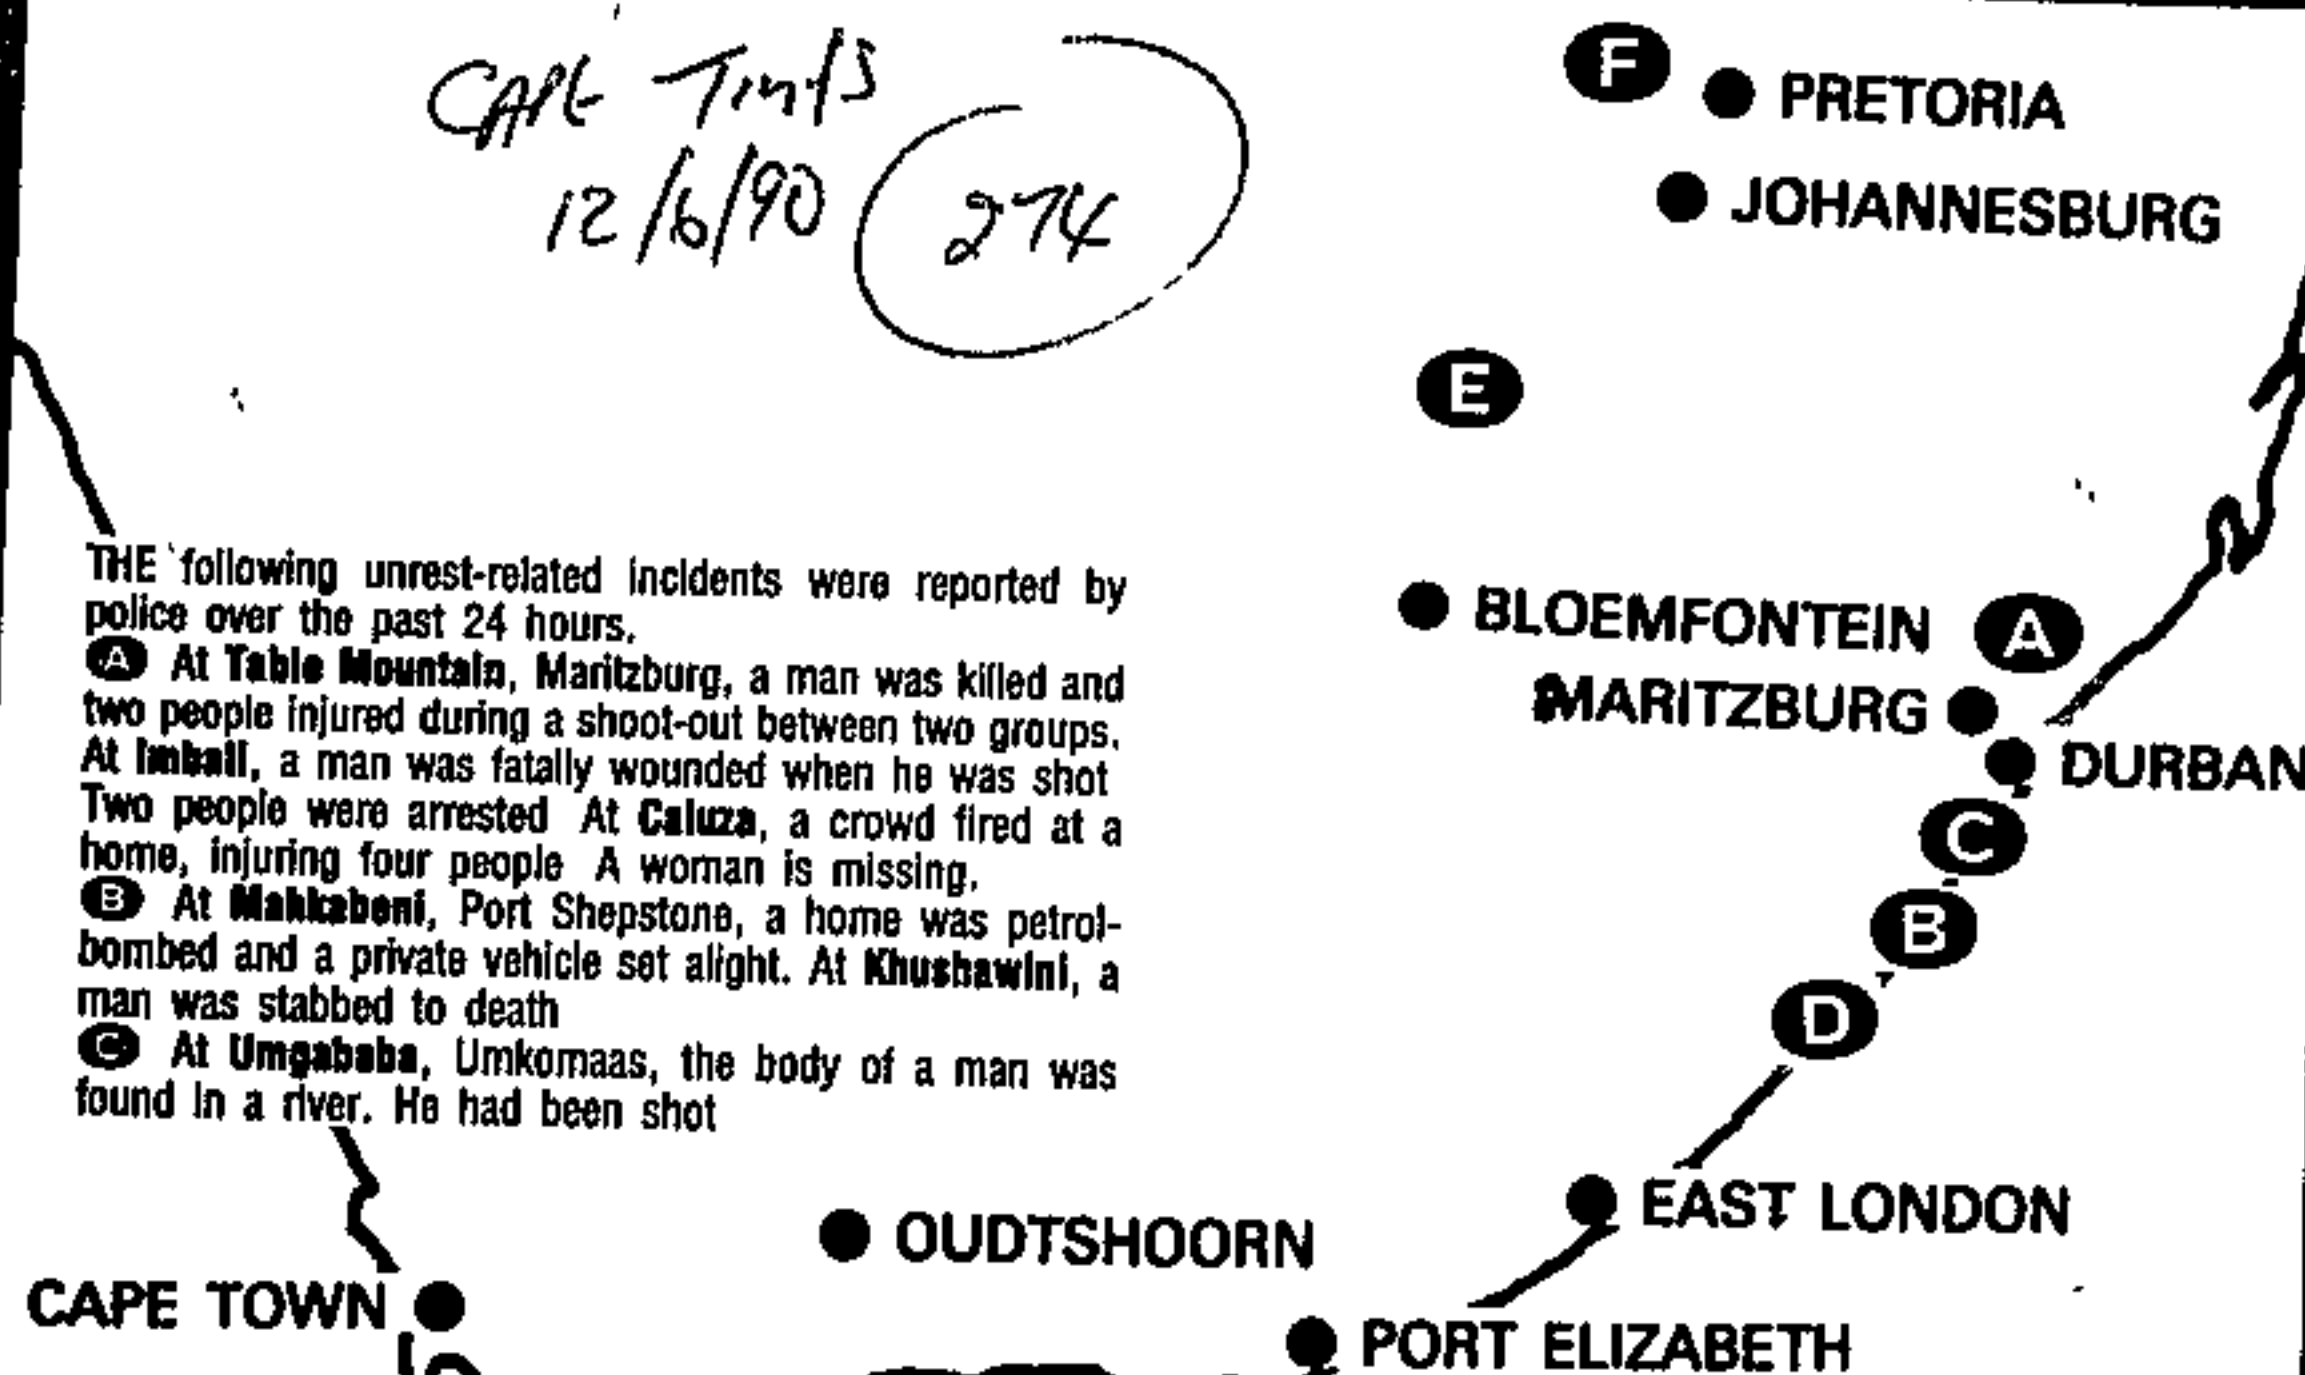 CAPE TIMES
12/6/90
274
F
PRETORIA
JOHANNESBURG
E
THE following unrest-related incidents were reported by
police over the past 24 hours.
A At Table Mountain, Maritzburg, a man was killed and
two people injured during a shoot-out between two groups.
At Imbali, a man was fatally wounded when he was shot
Two people were arrested At Caluza, a crowd fired at a
home, injuring four people A woman is missing.
B At Mahkabeni, Port Shepstone, a home was petrol-
bombed and a private vehicle set alight. At Khushawini, a
man was stabbed to death
C At Umgababa, Umkomaas, the body of a man was
found in a river. He had been shot
BLOEMFONTEIN
A
MARITZBURG
DURBAN
C
B
D
EAST LONDON
OUDTSHOORN
CAPE TOWN
PORT ELIZABETH